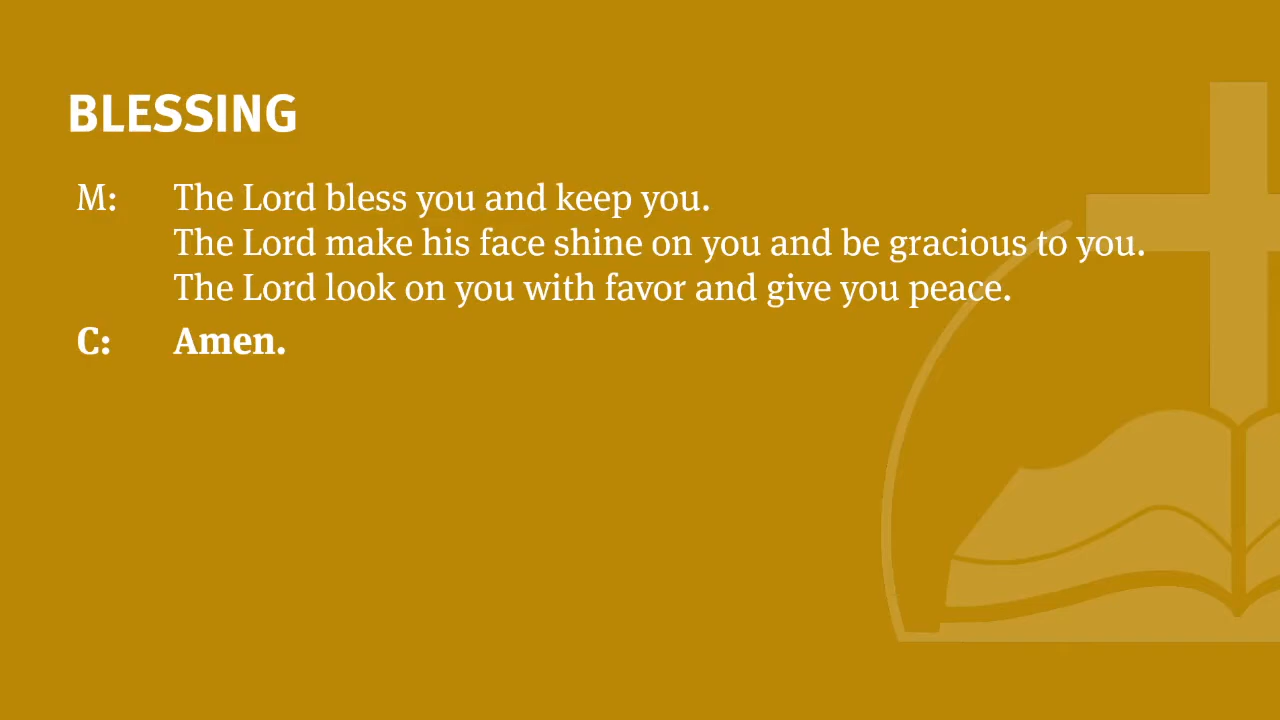 BLESSING
M: The Lord bless you and keep you.
The Lord make his face shine on you and be gracious to you.
The Lord look on you with favor and give you peace.
C: Amen.